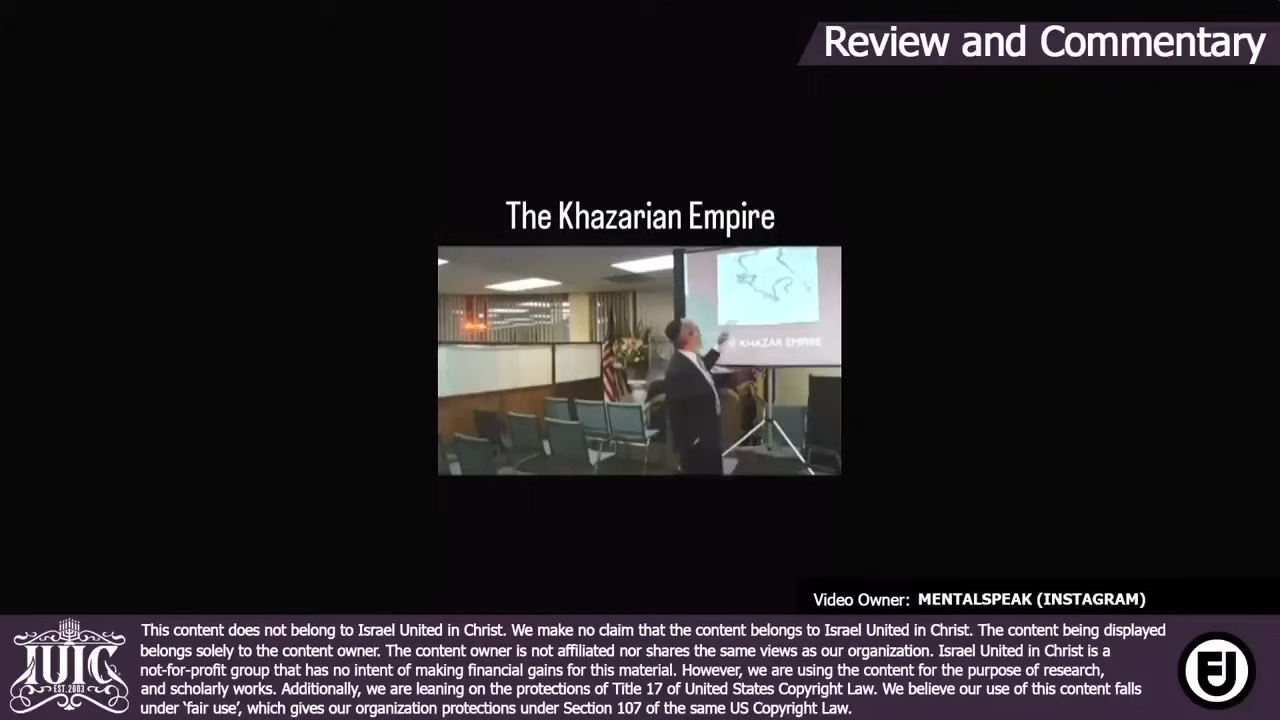 Review and Commentary
The Khazarian Empire
KHAZAR EMPIRE
Video Owner: MENTALSPEAK (INSTAGRAM)
IUIC
EST. 2003
This content does not belong to Israel United in Christ. We make no claim that the content belongs to Israel United in Christ. The content being displayed
belongs solely to the content owner. The content owner is not affiliated nor shares the same views as our organization. Israel United in Christ is a
not-for-profit group that has no intent of making financial gains for this material. However, we are using the content for the purpose of research,
and scholarly works. Additionally, we are leaning on the protections of Title 17 of United States Copyright Law. We believe our use of this content falls
under ‘fair use’, which gives our organization protections under Section 107 of the same US Copyright Law.